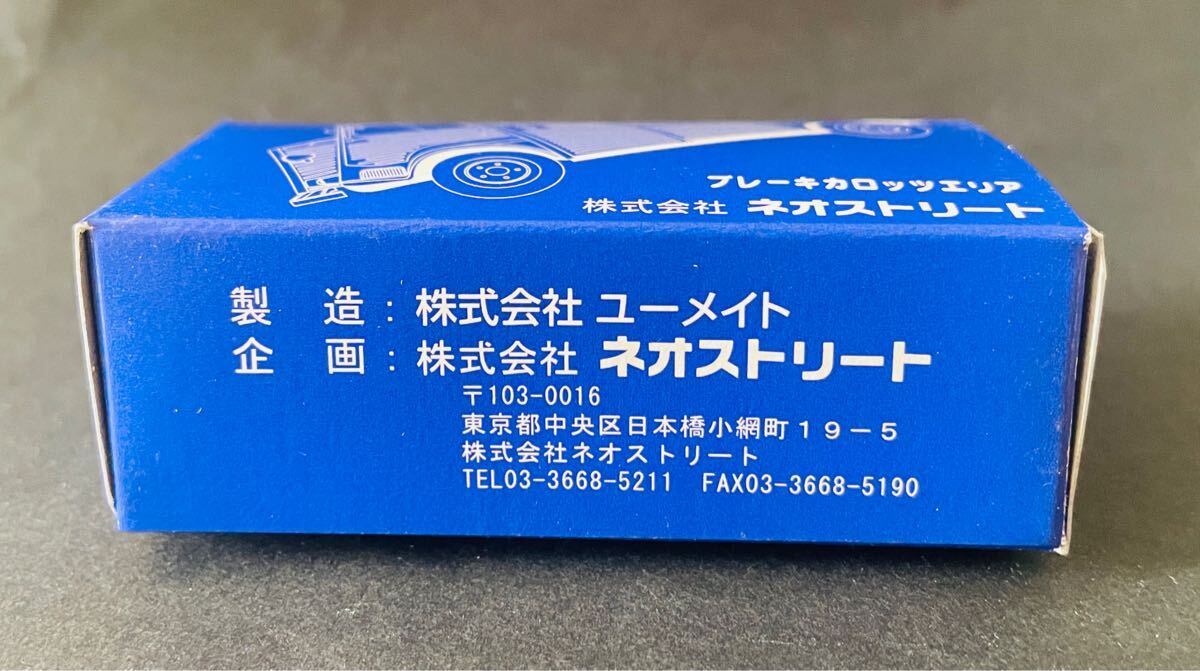 ブレーキカロッツエリア
株式会社 ネオストリート
製 造：株式会社 ユーメイト
企 画：株式会社 ネオストリート
〒103-0016
東京都中央区日本橋小網町１９－５
株式会社ネオストリート
TEL03-3668-5211 FAX03-3668-5190